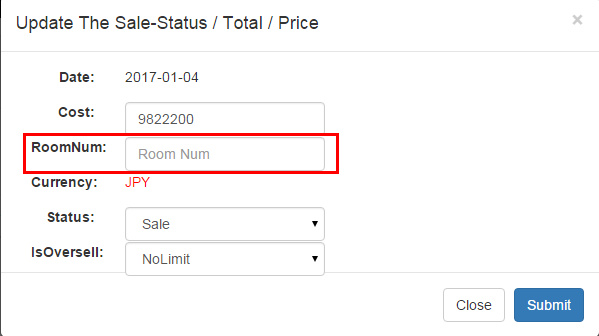 Update The Sale-Status / Total / Price ×
Date: 2017-01-04
Cost: 9822200
RoomNum: Room Num
Currency: JPY
Status: Sale
IsOversell: NoLimit
Close Submit